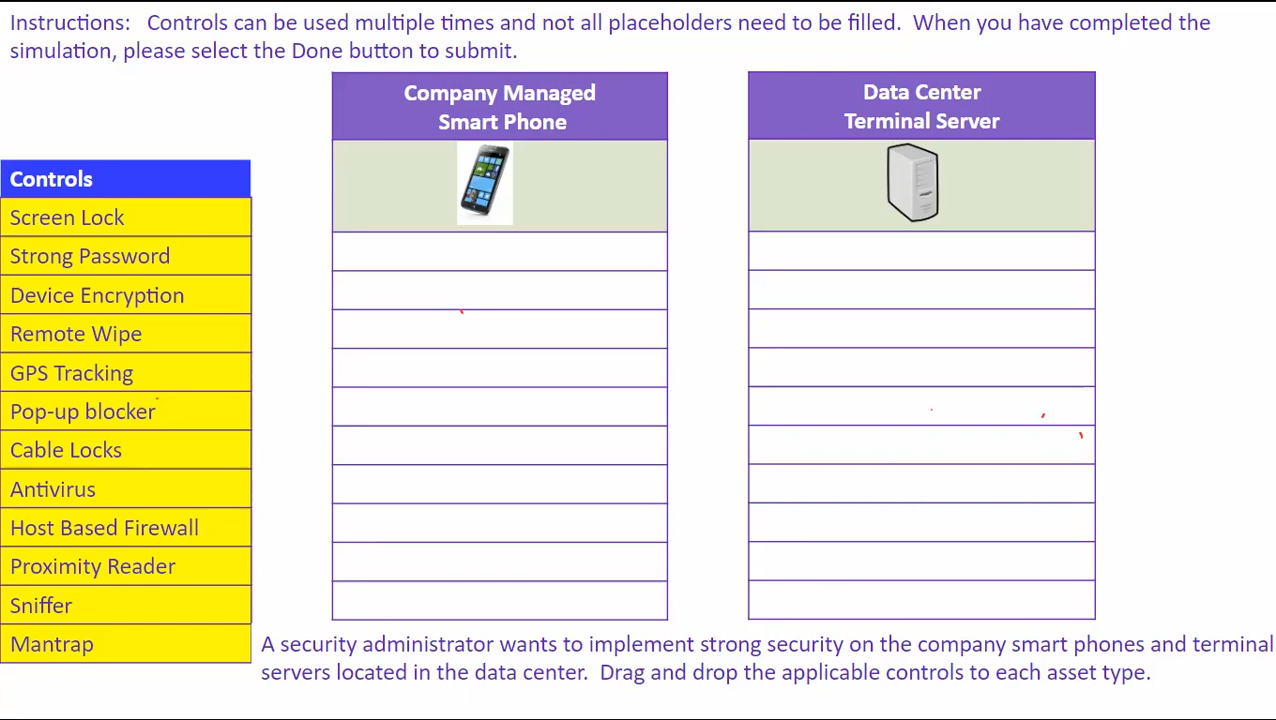 Instructions:   Controls can be used multiple times and not all placeholders need to be filled.  When you have completed the
simulation, please select the Done button to submit.
Company Managed
Smart Phone
Data Center
Terminal Server
Controls
Screen Lock
Strong Password
Device Encryption
Remote Wipe
GPS Tracking
Pop-up blocker
Cable Locks
Antivirus
Host Based Firewall
Proximity Reader
Sniffer
Mantrap
A security administrator wants to implement strong security on the company smart phones and terminal
servers located in the data center.  Drag and drop the applicable controls to each asset type.